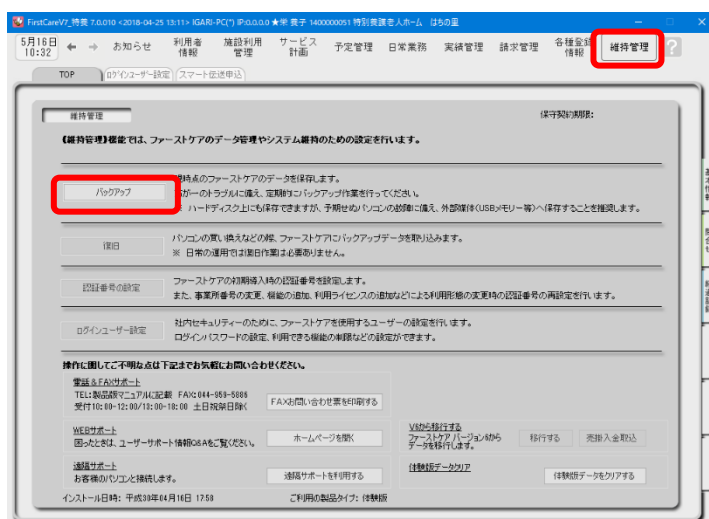 FirstCareV7_特養 7.0.010 <2018-04-25 13:11> IGARI-PC(*) IP:0.0.0.0 ★栄 養子 1400000051 特別養護老人ホーム はちの里
5月16日
10:32
お知らせ
利用者
情報
施設利用
管理
サービス
計画
予定管理
日常業務
実績管理
請求管理
各種登録
情報
維持管理
TOP
ログインユーザー設定
スマート伝送申込
維持管理
保守契約期限:
【維持管理】機能では、ファーストケアのデータ管理やシステム維持のための設定を行います。
バックアップ
現時点のファーストケアのデータを保存します。
万が一のトラブルに備え、定期的にバックアップ作業を行ってください。
ハードディスク上にも保存できますが、予期せぬパソコンの故障に備え、外部媒体(USBメモリー等)へ保存することを推奨します。
復旧
パソコンの買い換えなどの際、ファーストケアにバックアップデータを取り込みます。
※ 日常の運用では復旧作業は必要ありません。
認証番号の設定
ファーストケアの初期導入時の認証番号を設定します。
また、事業所番号の変更、機能の追加、利用ライセンスの追加などによる利用形態の変更時の認証番号の再設定を行います。
ログインユーザー設定
社内セキュリティーのために、ファーストケアを使用するユーザーの設定を行います。
ログインパスワードの設定、利用できる機能の制限などの設定ができます。
操作に関してご不明な点は下記までお気軽にお問い合わせください。
電話&FAXサポート
TEL:製品版マニュアルに記載 FAX:044-959-5886
受付10:00-12:00/13:00-18:00 土日祝祭日除く
FAXお問い合わせ票を印刷する
WEBサポート
困ったときは、ユーザーサポート情報Q&Aをご覧ください。
ホームページを開く
V6から移行する
ファーストケア バージョン6から
データを移行します。
移行する
売掛入金取込
遠隔サポート
お客様のパソコンと接続します。
遠隔サポートを利用する
体験版データクリア
体験版データをクリアする
インストール日時: 平成30年04月16日 17:59
ご利用の製品タイプ: 体験版